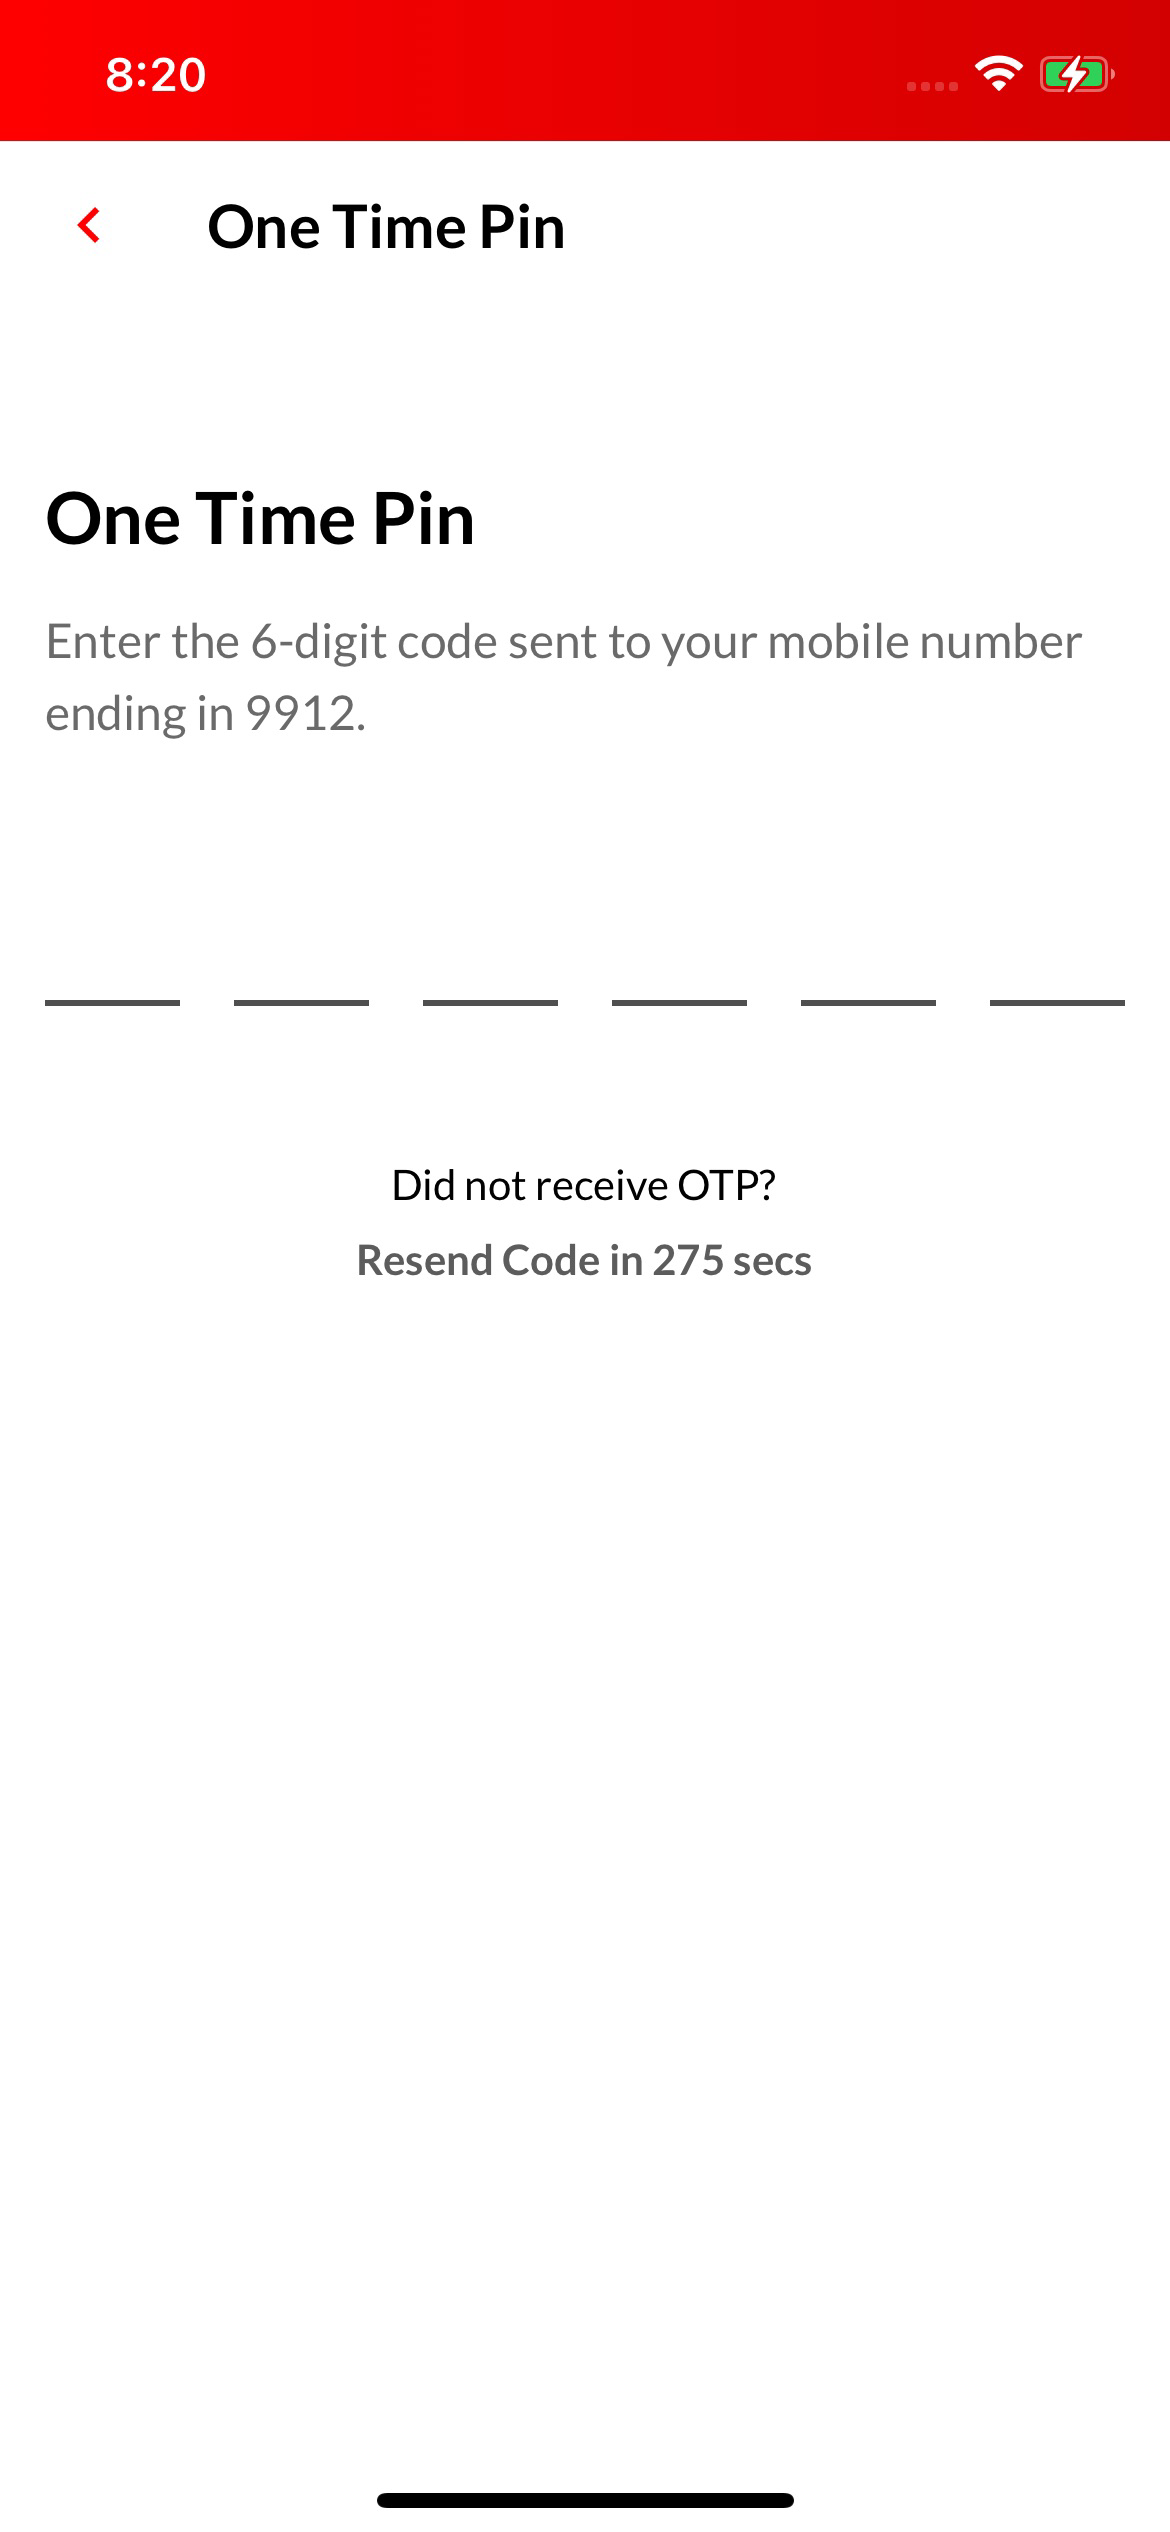 8:20
One Time Pin
One Time Pin
Enter the 6-digit code sent to your mobile number
ending in 9912.
Did not receive OTP?
Resend Code in 275 secs